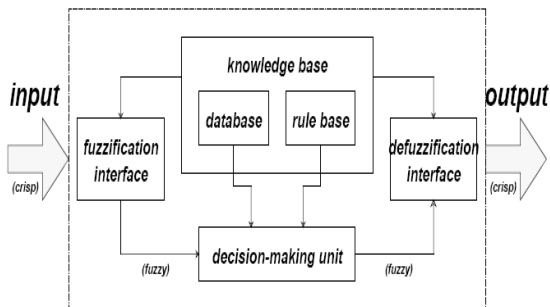 knowledge base
input
output
database
rule base
fuzzification
interface
defuzzification
interface
(crisp)
(crisp)
decision-making unit
(fuzzy)
(fuzzy)